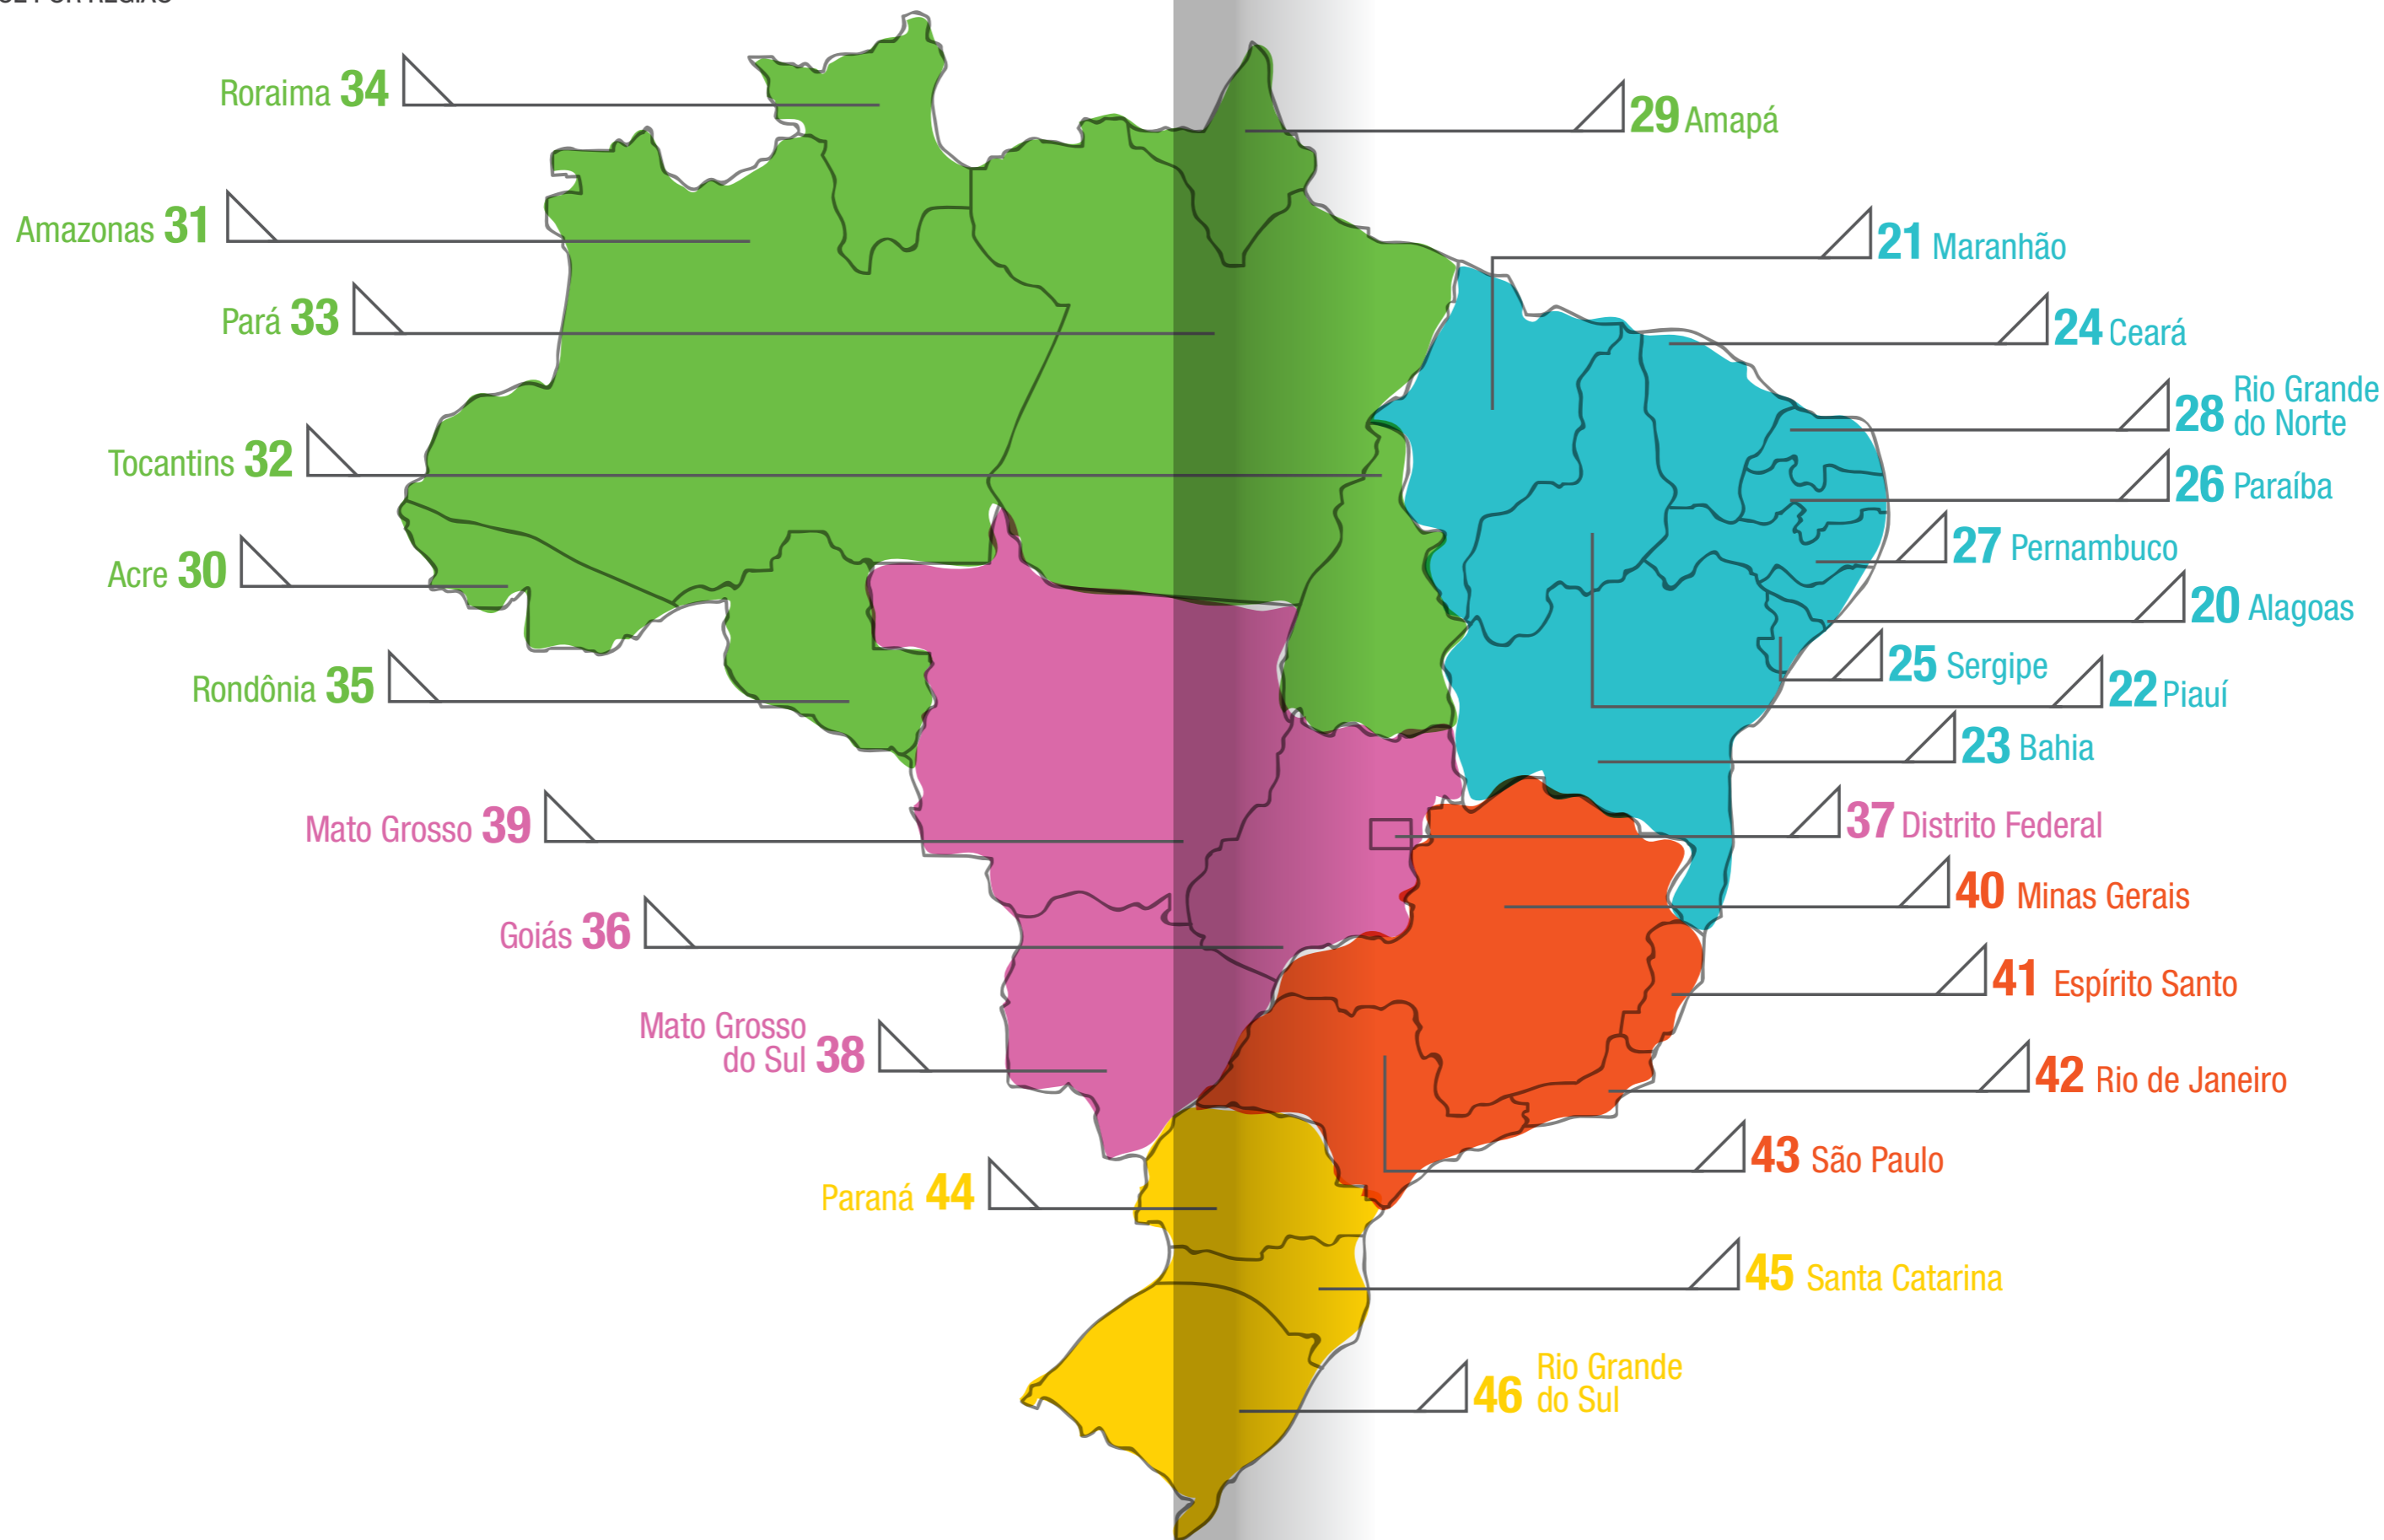 Roraima 34
29 Amapá
Amazonas 31
21 Maranhão
Pará 33
24 Ceará
28 Rio Grande
do Norte
Tocantins 32
26 Paraíba
27 Pernambuco
Acre 30
20 Alagoas
25 Sergipe
Rondônia 35
22 Piauí
23 Bahia
Mato Grosso 39
37 Distrito Federal
40 Minas Gerais
Goiás 36
41 Espírito Santo
Mato Grosso
do Sul 38
42 Rio de Janeiro
43 São Paulo
Paraná 44
45 Santa Catarina
46 Rio Grande
do Sul